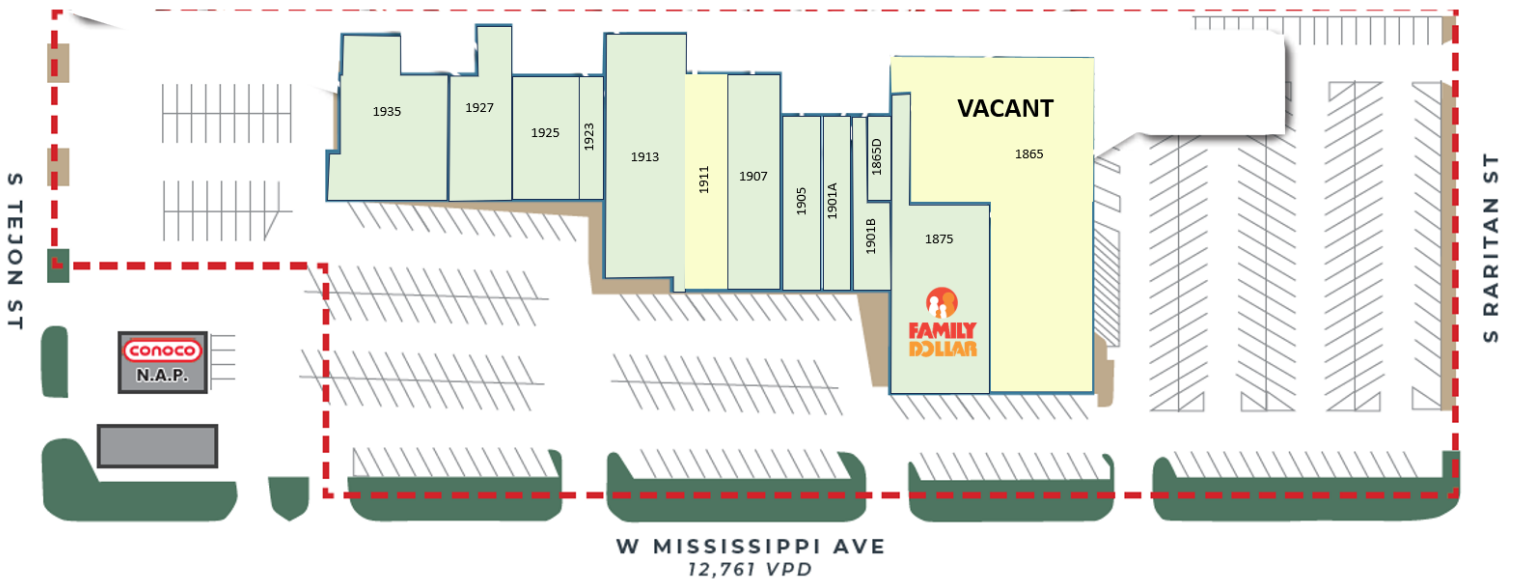 1935
1927
1925
1923
1913
1911
1907
1905
1901A
1865D
1901B
VACANT
1865
1875
FAMILY
DOLLAR
conoco
N.A.P.
S TEJON ST
S RARITAN ST
W MISSISSIPPI AVE
12,761 VPD